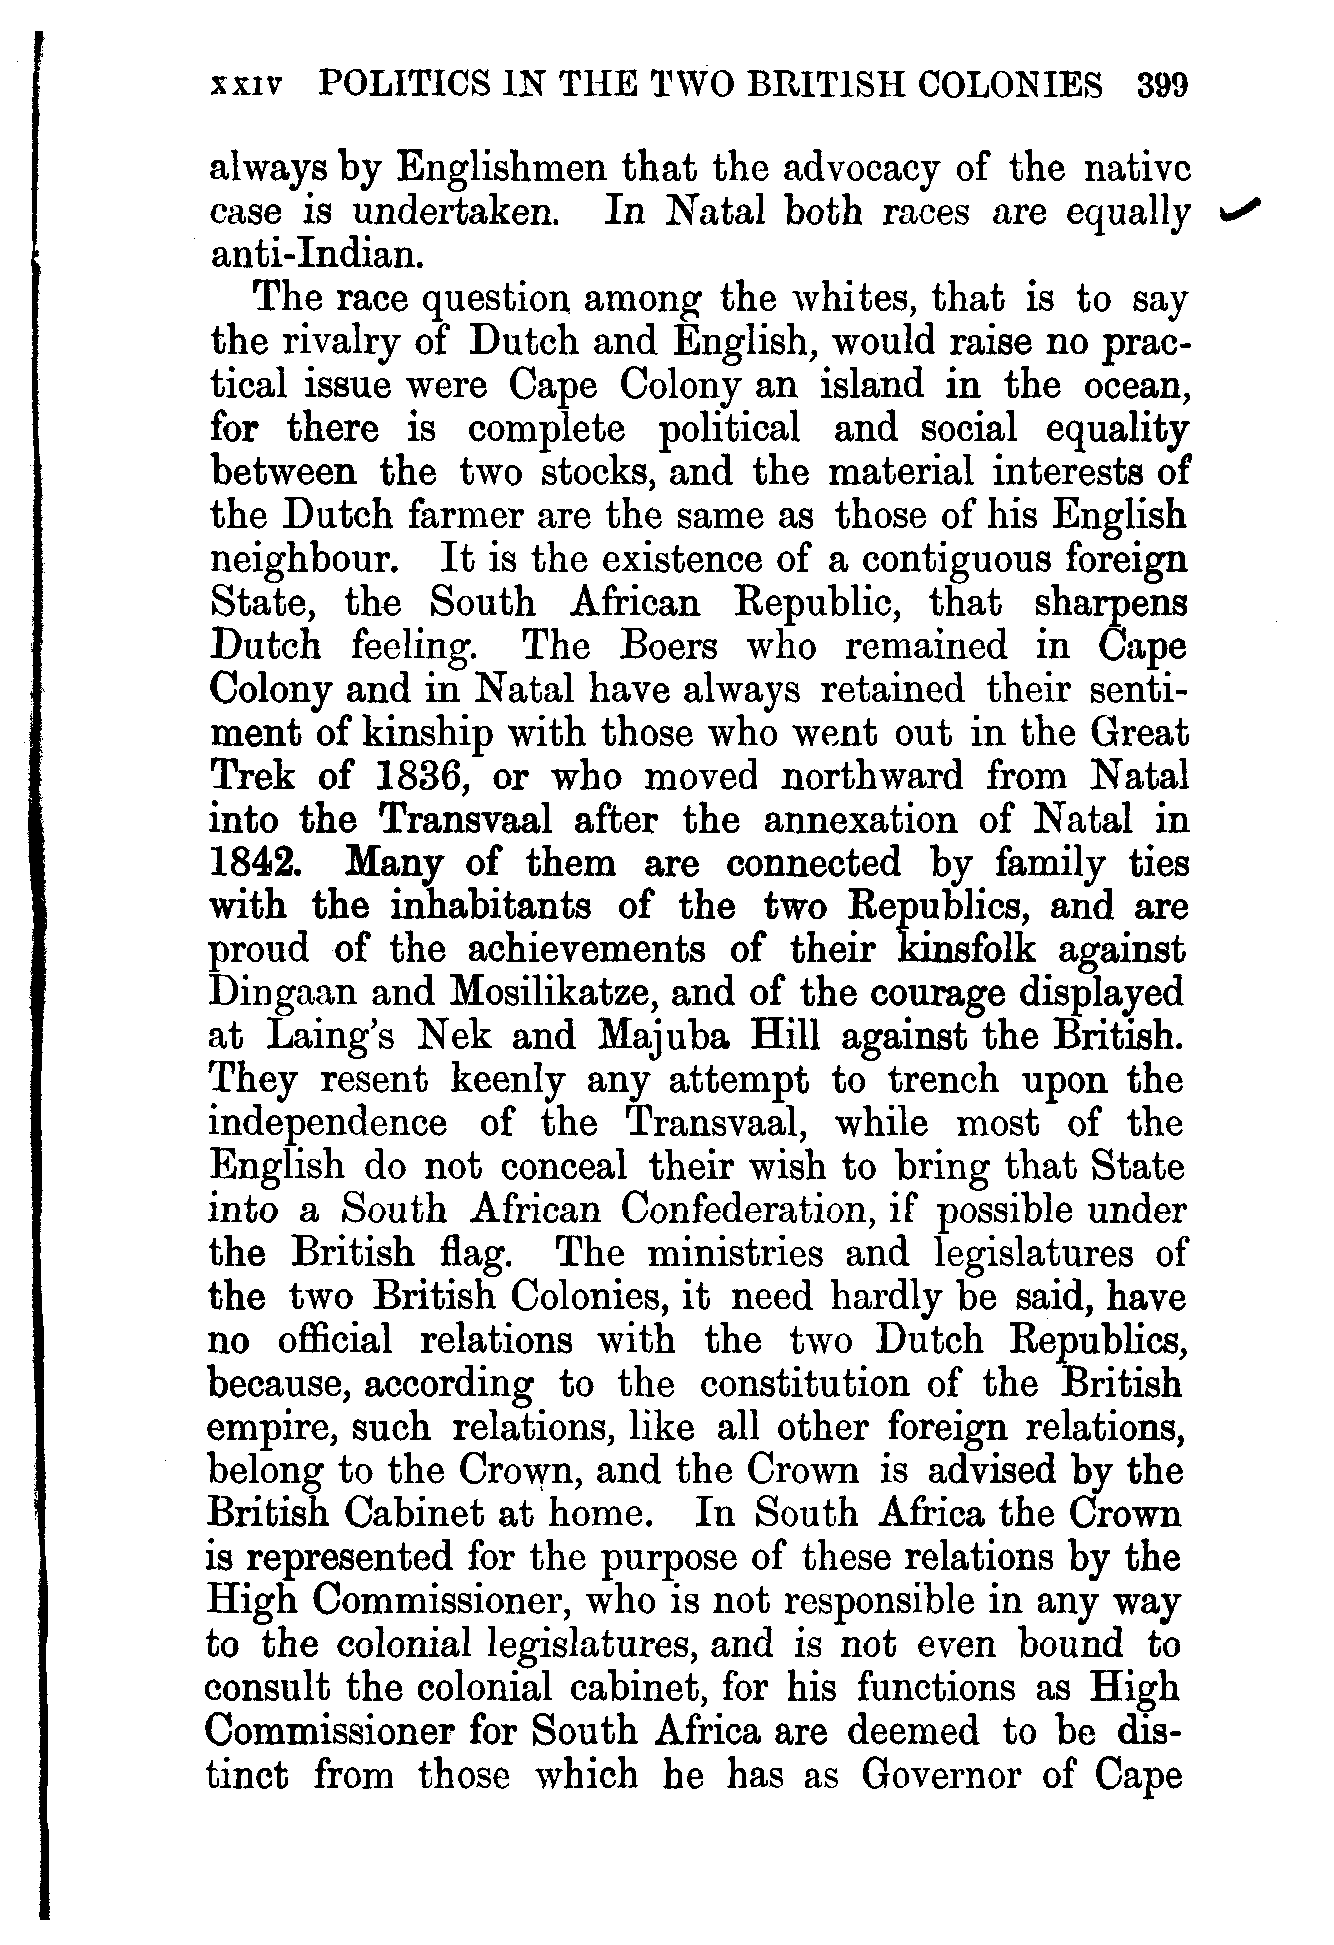 xxiv POLITICS IN THE TWO BRITISH COLONIES 399
always by Englishmen that the advocacy of the native
case is undertaken. In Natal both races are equally
anti-Indian.
The race question among the whites, that is to say
the rivalry of Dutch and English, would raise no prac-
tical issue were Cape Colony an island in the ocean,
for there is complete political and social equality
between the two stocks, and the material interests of
the Dutch farmer are the same as those of his English
neighbour. It is the existence of a contiguous foreign
State, the South African Republic, that sharpens
Dutch feeling. The Boers who remained in Cape
Colony and in Natal have always retained their senti-
ment of kinship with those who went out in the Great
Trek of 1836, or who moved northward from Natal
into the Transvaal after the annexation of Natal in
1842. Many of them are connected by family ties
with the inhabitants of the two Republics, and are
proud of the achievements of their kinsfolk against
Dingaan and Mosilikatze, and of the courage displayed
at Laing's Nek and Majuba Hill against the British.
They resent keenly any attempt to trench upon the
independence of the Transvaal, while most of the
English do not conceal their wish to bring that State
into a South African Confederation, if possible under
the British flag. The ministries and legislatures of
the two British Colonies, it need hardly be said, have
no official relations with the two Dutch Republics,
because, according to the constitution of the British
empire, such relations, like all other foreign relations,
belong to the Crown, and the Crown is advised by the
British Cabinet at home. In South Africa the Crown
is represented for the purpose of these relations by the
High Commissioner, who is not responsible in any way
to the colonial legislatures, and is not even bound to
consult the colonial cabinet, for his functions as High
Commissioner for South Africa are deemed to be dis-
tinct from those which he has as Governor of Cape